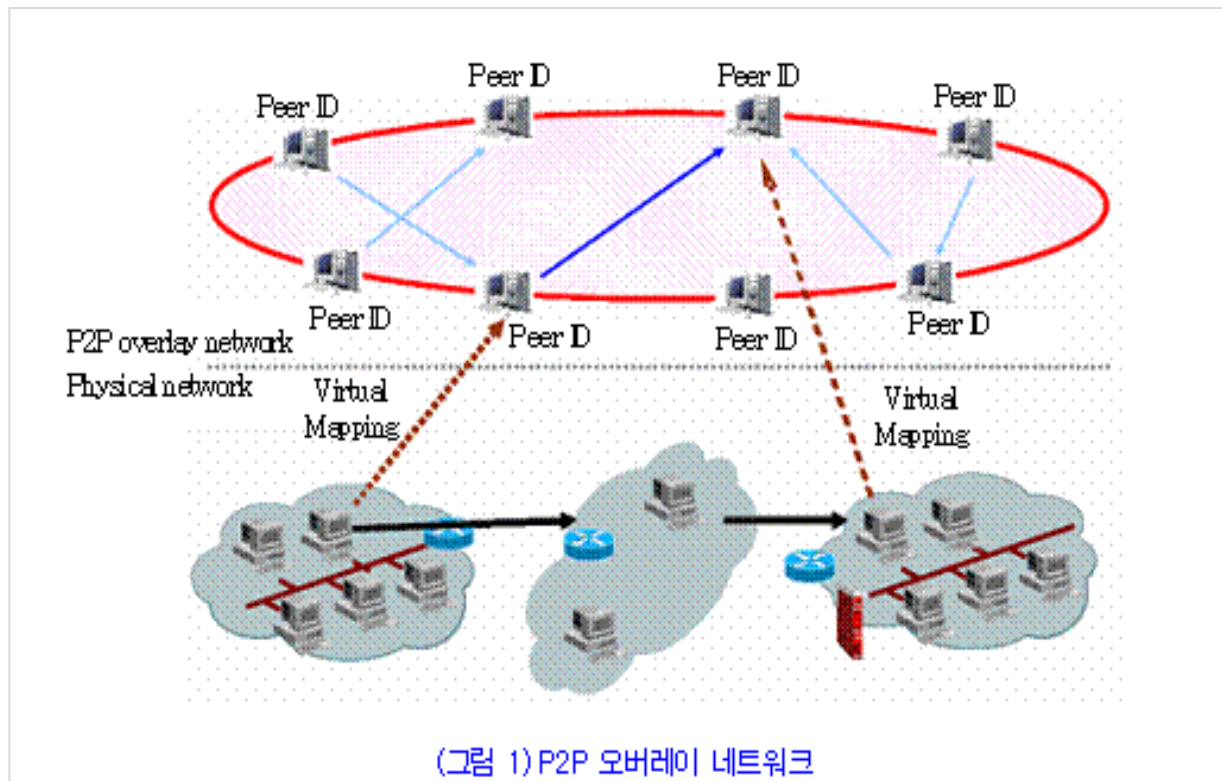 Peer ID
Peer ID
Peer ID
Peer ID
Peer ID
Peer ID
Peer ID
Peer ID
P2P overlay network
Physical network
Virtual
Mapping
Virtual
Mapping
(그림 1) P2P 오버레이 네트워크